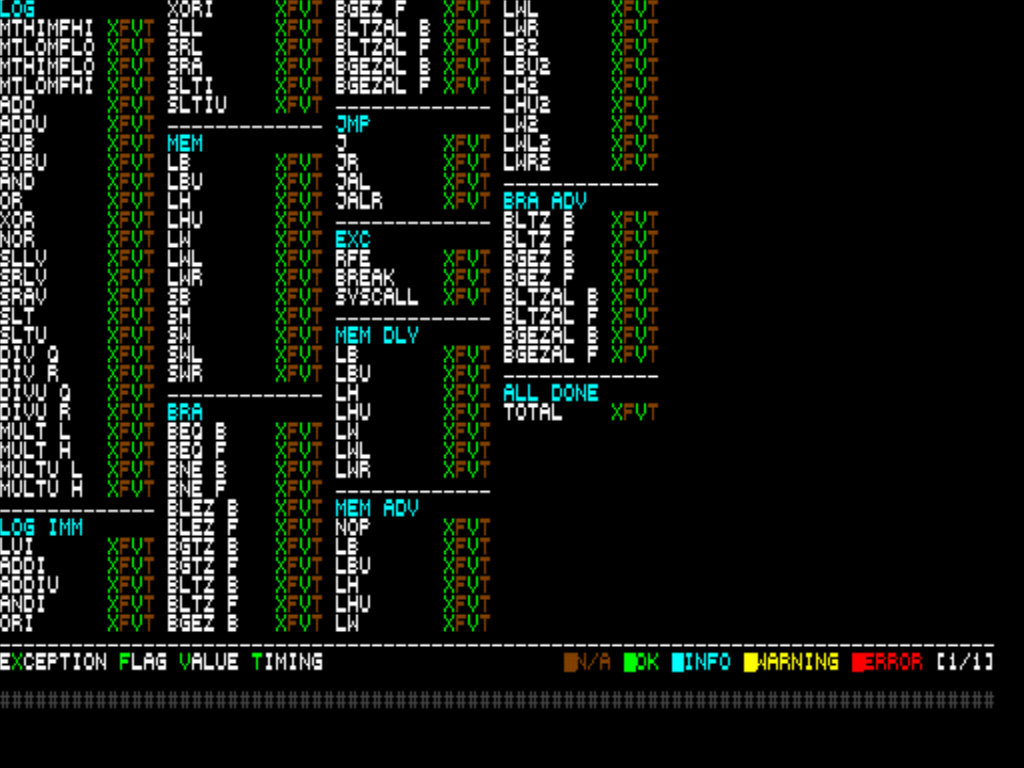 LOG
MTHIMFHI XFVT
MTLOMFLO XFVT
MTHIMFLO XFVT
MTLOMFHI XFVT
ADD XFVT
ADDU XFVT
SUB XFVT
SUBU XFVT
AND XFVT
OR XFVT
XOR XFVT
NOR XFVT
SLLV XFVT
SRLV XFVT
SRAV XFVT
SLT XFVT
SLTU XFVT
DIV Q XFVT
DIV R XFVT
DIVU Q XFVT
DIVU R XFVT
MULT L XFVT
MULT H XFVT
MULTU L XFVT
MULTU H XFVT
-------------
LOG IMM
LUI XFVT
ADDI XFVT
ADDIU XFVT
ANDI XFVT
ORI XFVT
XORI XFVT
SLL XFVT
SRL XFVT
SRA XFVT
SLTI XFVT
SLTIU XFVT
-------------
MEM
LB XFVT
LBU XFVT
LH XFVT
LHU XFVT
LW XFVT
LWL XFVT
LWR XFVT
SB XFVT
SH XFVT
SW XFVT
SWL XFVT
SWR XFVT
-------------
BRA
BEQ B XFVT
BEQ F XFVT
BNE B XFVT
BNE F XFVT
BLEZ B XFVT
BLEZ F XFVT
BGTZ B XFVT
BGTZ F XFVT
BLTZ B XFVT
BLTZ F XFVT
BGEZ B XFVT
BGEZ F XFVT
BLTZAL B XFVT
BLTZAL F XFVT
BGEZAL B XFVT
BGEZAL F XFVT
-------------
JMP
J XFVT
JR XFVT
JAL XFVT
JALR XFVT
-------------
EXC
RFE XFVT
BREAK XFVT
SYSCALL XFVT
-------------
MEM DLY
LB XFVT
LBU XFVT
LH XFVT
LHU XFVT
LW XFVT
LWL XFVT
LWR XFVT
-------------
MEM ADV
NOP XFVT
LB XFVT
LBU XFVT
LH XFVT
LHU XFVT
LW XFVT
LWL XFVT
LWR XFVT
LB2 XFVT
LBU2 XFVT
LH2 XFVT
LHU2 XFVT
LW2 XFVT
LWL2 XFVT
LWR2 XFVT
-------------
BRA ADV
BLTZ B XFVT
BLTZ F XFVT
BGEZ B XFVT
BGEZ F XFVT
BLTZAL B XFVT
BLTZAL F XFVT
BGEZAL B XFVT
BGEZAL F XFVT
-------------
ALL DONE
TOTAL XFVT
EXCEPTION FLAG VALUE TIMING N/A OK INFO WARNING ERROR [1/1]
###################################################################################